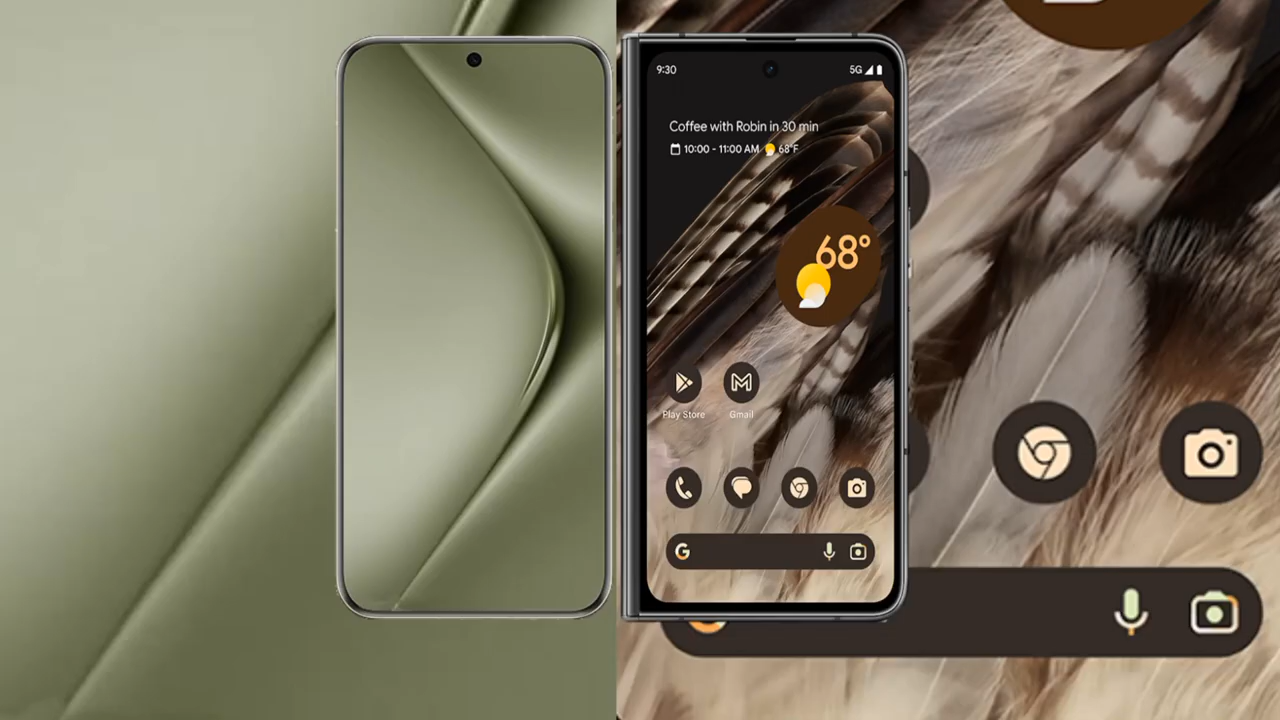 9:30
5G
Coffee with Robin in 30 min
10:00 - 11:00 AM 68°F
68°
Play Store
Gmail